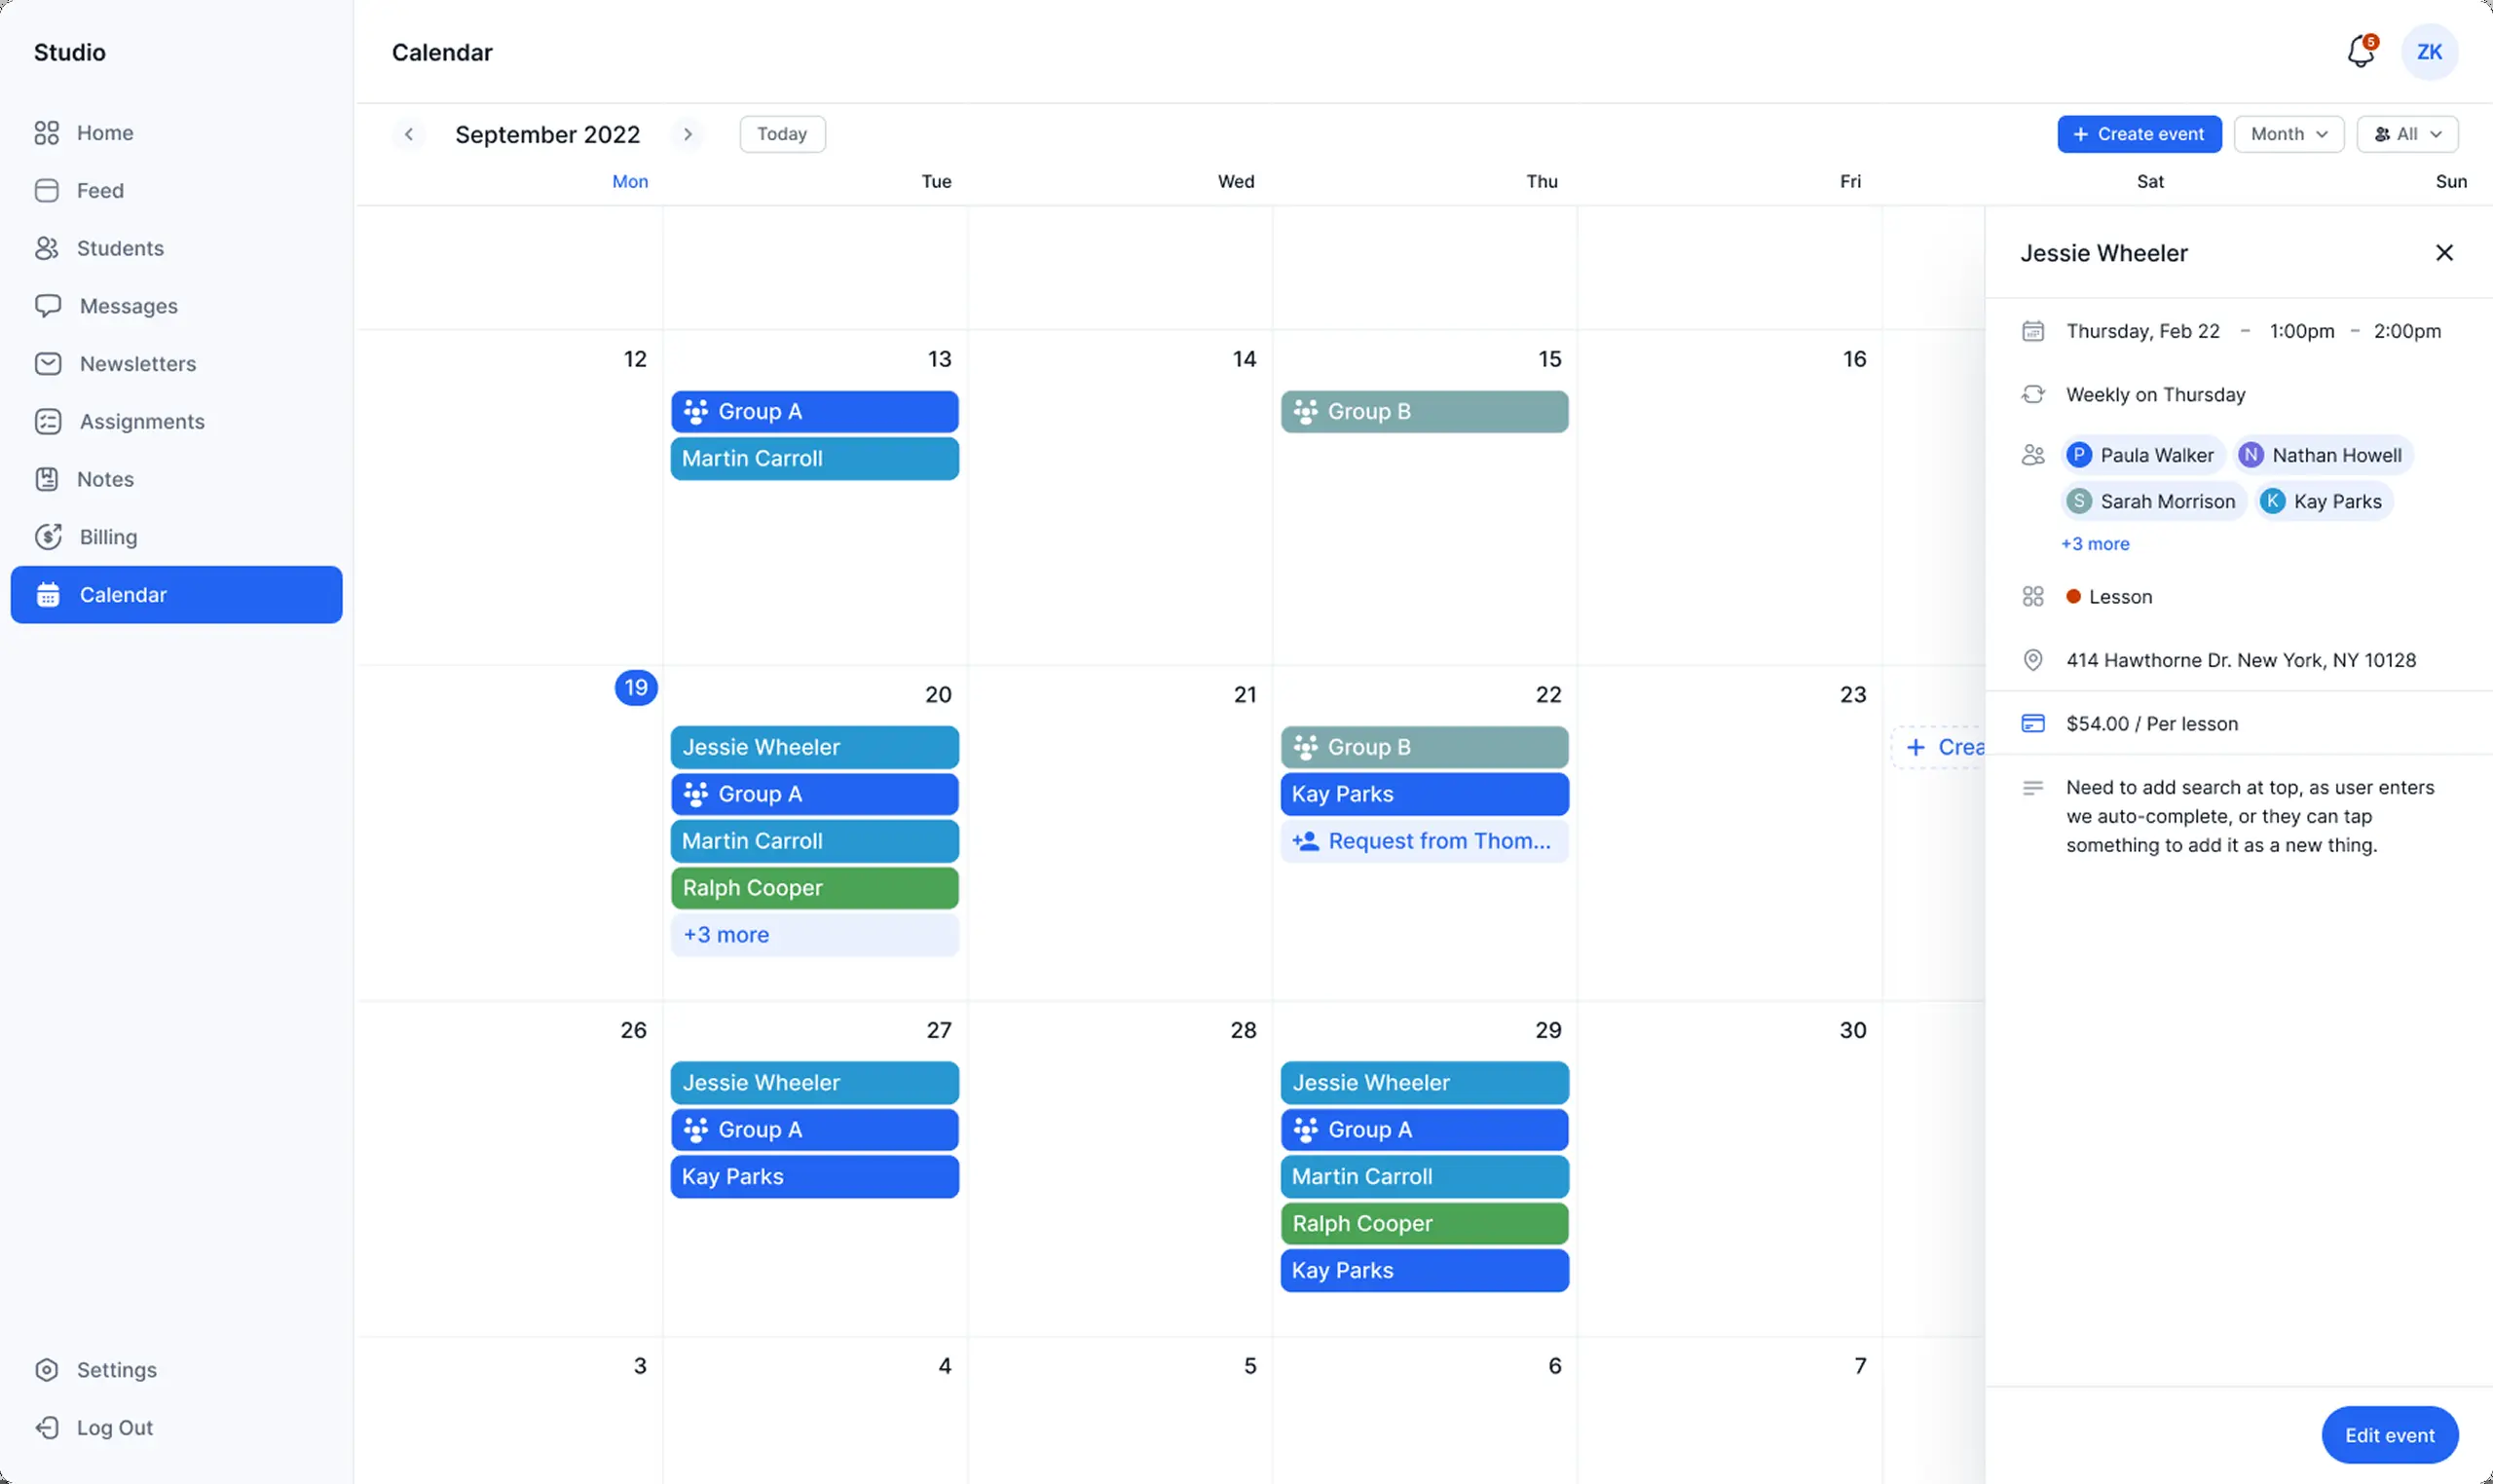 Studio
Home
Feed
Students
Messages
Newsletters
Assignments
Notes
Billing
Calendar
Settings
Log Out
Calendar
5
ZK
September 2022
Today
+ Create event
Month
All
Mon Tue Wed Thu Fri Sat Sun
12 13 14 15 16
Group A
Martin Carroll
Group B
19 20 21 22 23
Jessie Wheeler
Group A
Martin Carroll
Ralph Cooper
+3 more
Group B
Kay Parks
Request from Thom...
+ Crea
26 27 28 29 30
Jessie Wheeler
Group A
Kay Parks
Jessie Wheeler
Group A
Martin Carroll
Ralph Cooper
Kay Parks
3 4 5 6 7
Jessie Wheeler
Thursday, Feb 22 – 1:00pm – 2:00pm
Weekly on Thursday
P Paula Walker N Nathan Howell
S Sarah Morrison K Kay Parks
+3 more
Lesson
414 Hawthorne Dr. New York, NY 10128
$54.00 / Per lesson
Need to add search at top, as user enters
we auto-complete, or they can tap
something to add it as a new thing.
Edit event